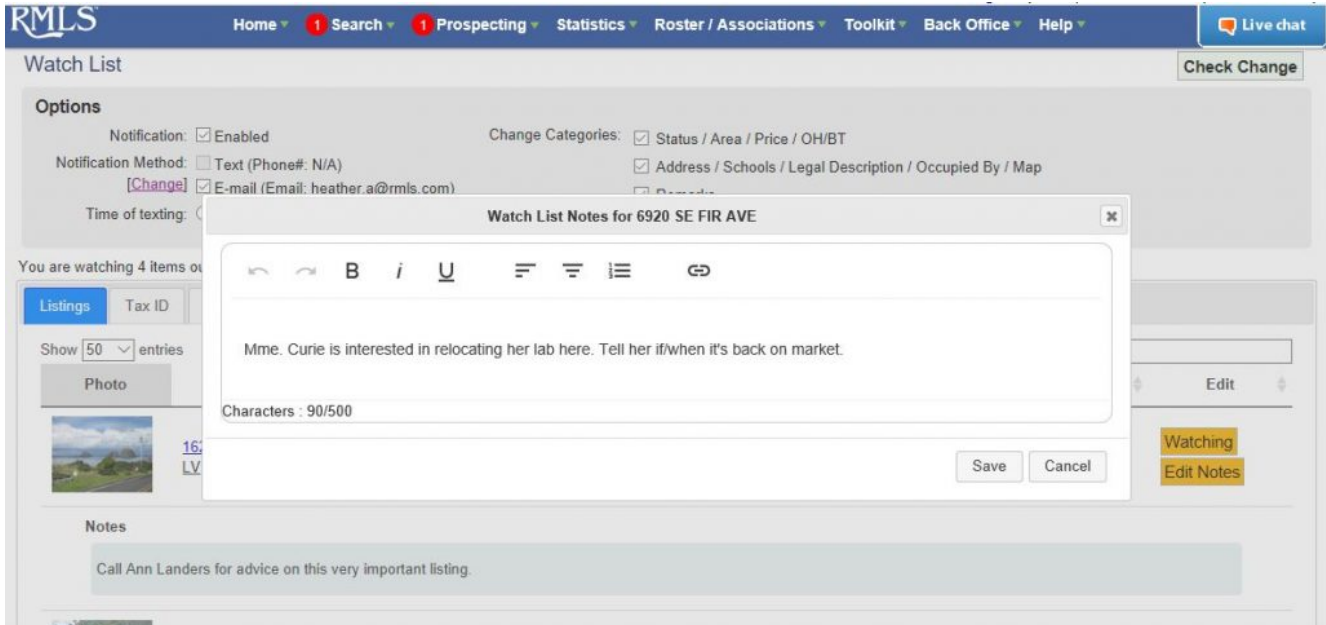 RMLS
Home 1 Search 1 Prospecting Statistics Roster / Associations Toolkit Back Office Help Live chat
Watch List
Check Change
Options
Notification: Enabled
Change Categories: Status / Area / Price / OH/BT
Notification Method: Text (Phone#: N/A)
Address / Schools / Legal Description / Occupied By / Map
[Change] E-mail (Email: heather.a@rmls.com)
Remarks
Time of texting:
Watch List Notes for 6920 SE FIR AVE
You are watching 4 items
B i U
Listings Tax ID
Show 50 entries
Mme. Curie is interested in relocating her lab here. Tell her if/when it's back on market.
Photo
Edit
Characters : 90/500
162
LV
Watching
Save Cancel
Edit Notes
Notes
Call Ann Landers for advice on this very important listing.